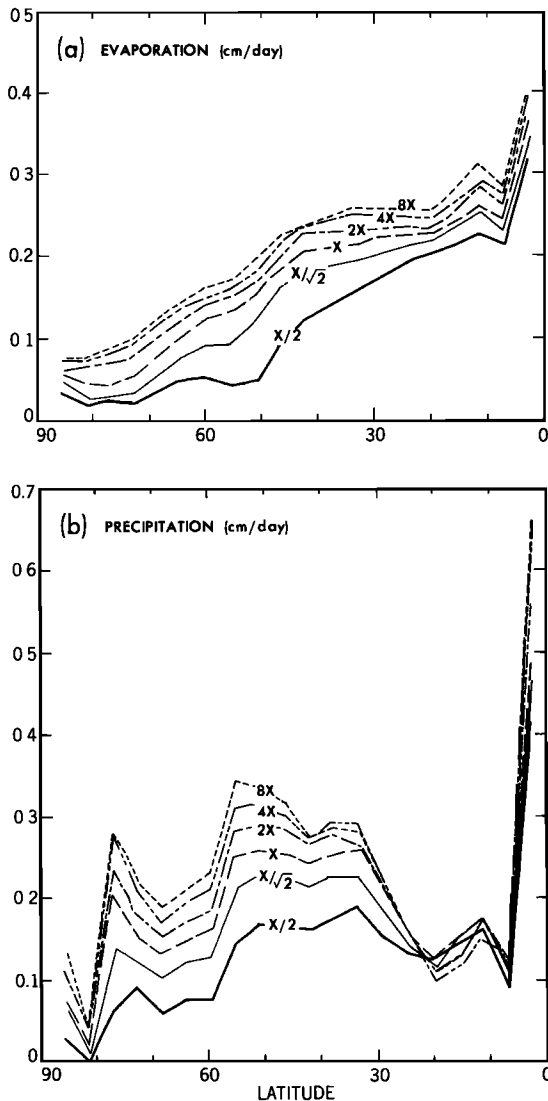 0.5
(a) EVAPORATION (cm/day)
0.4
0.3
8X
4X
0.2
2X
X
X/√2
0.1
X/2
0
90
60
30
0
0.7
(b) PRECIPITATION (cm/day)
0 6
0 5
0 4
8X
0.3
4X
2X
X
0.2
X/√2
X/2
0.1
0
90
60
30
0
LATITUDE